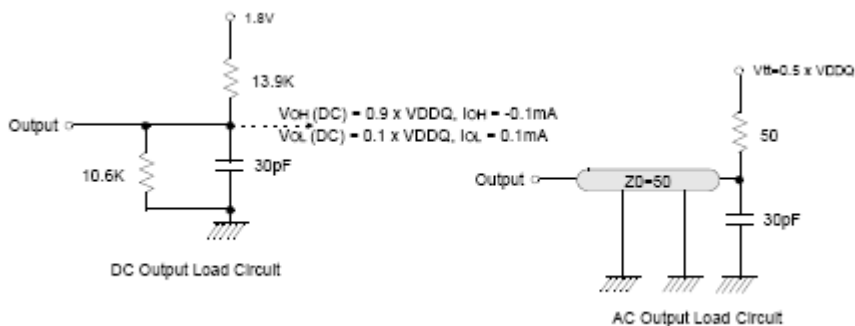 1.8V
13.9K
Output
VOH (DC) = 0.9 x VDDQ, IOH = -0.1mA
VOL (DC) = 0.1 x VDDQ, IOL = 0.1mA
10.6K
30pF
DC Output Load Circuit
Vtt=0.5 x VDDQ
50
Output
Z0=50
30pF
AC Output Load Circuit